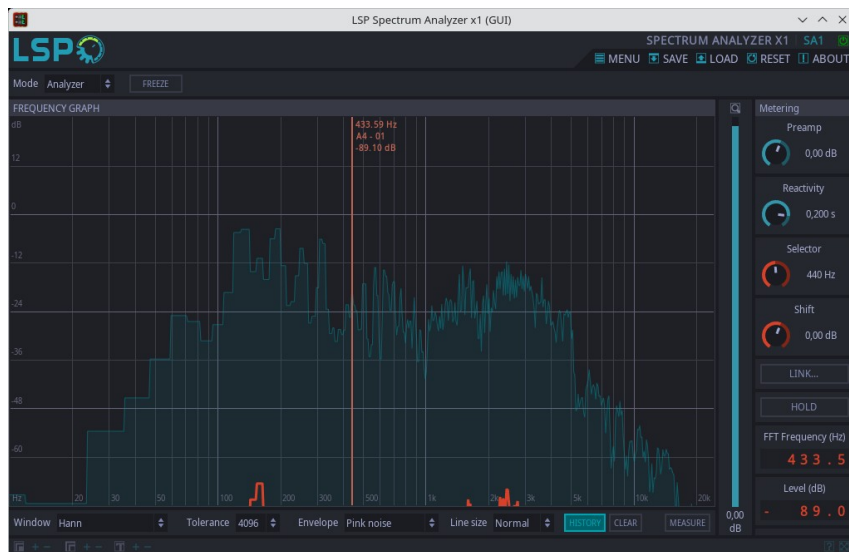 LSP Spectrum Analyzer x1 (GUI)
LSP
SPECTRUM ANALYZER X1 SA1
MENU SAVE LOAD RESET ABOUT
Mode Analyzer FREEZE
FREQUENCY GRAPH
Metering
dB
433.59 Hz
A4 - 01
-89.10 dB
Preamp
0,00 dB
12
Reactivity
0,200 s
0
Selector
440 Hz
-12
-24
Shift
0,00 dB
-36
LINK...
-48
HOLD
FFT Frequency (Hz)
433.5
-60
Level (dB)
- 89.0
Hz 20 30 50 100 200 300 500 1k 2k 3k 5k 10k 20k
0,00
dB
Window Hann Tolerance 4096 Envelope Pink noise Line size Normal HISTORY CLEAR MEASURE